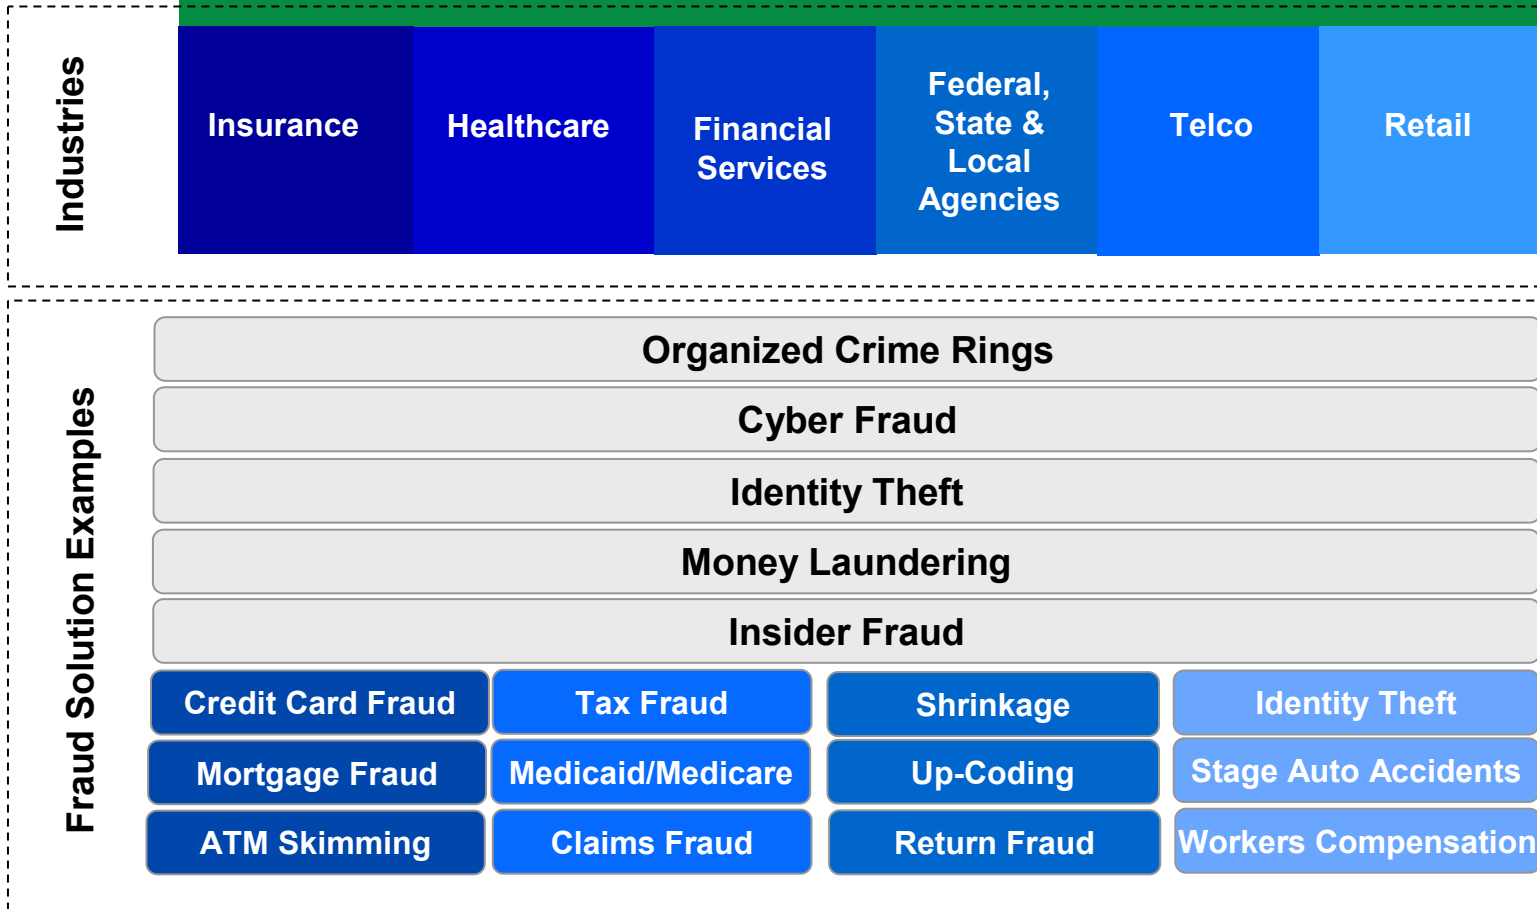 Industries
Insurance
Healthcare
Financial
Services
Federal,
State &
Local
Agencies
Telco
Retail
Fraud Solution Examples
Organized Crime Rings
Cyber Fraud
Identity Theft
Money Laundering
Insider Fraud
Credit Card Fraud
Tax Fraud
Shrinkage
Identity Theft
Mortgage Fraud
Medicaid/Medicare
Up-Coding
Stage Auto Accidents
ATM Skimming
Claims Fraud
Return Fraud
Workers Compensation